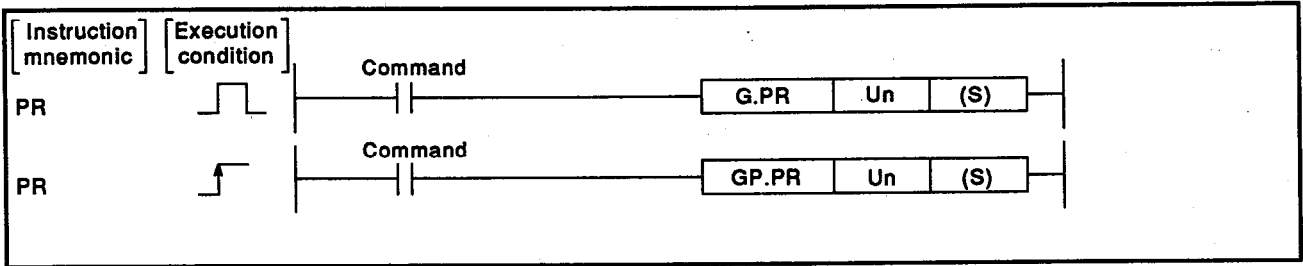 [Instruction mnemonic] [Execution condition]
Command
PR G.PR Un (S)
Command
PR GP.PR Un (S)